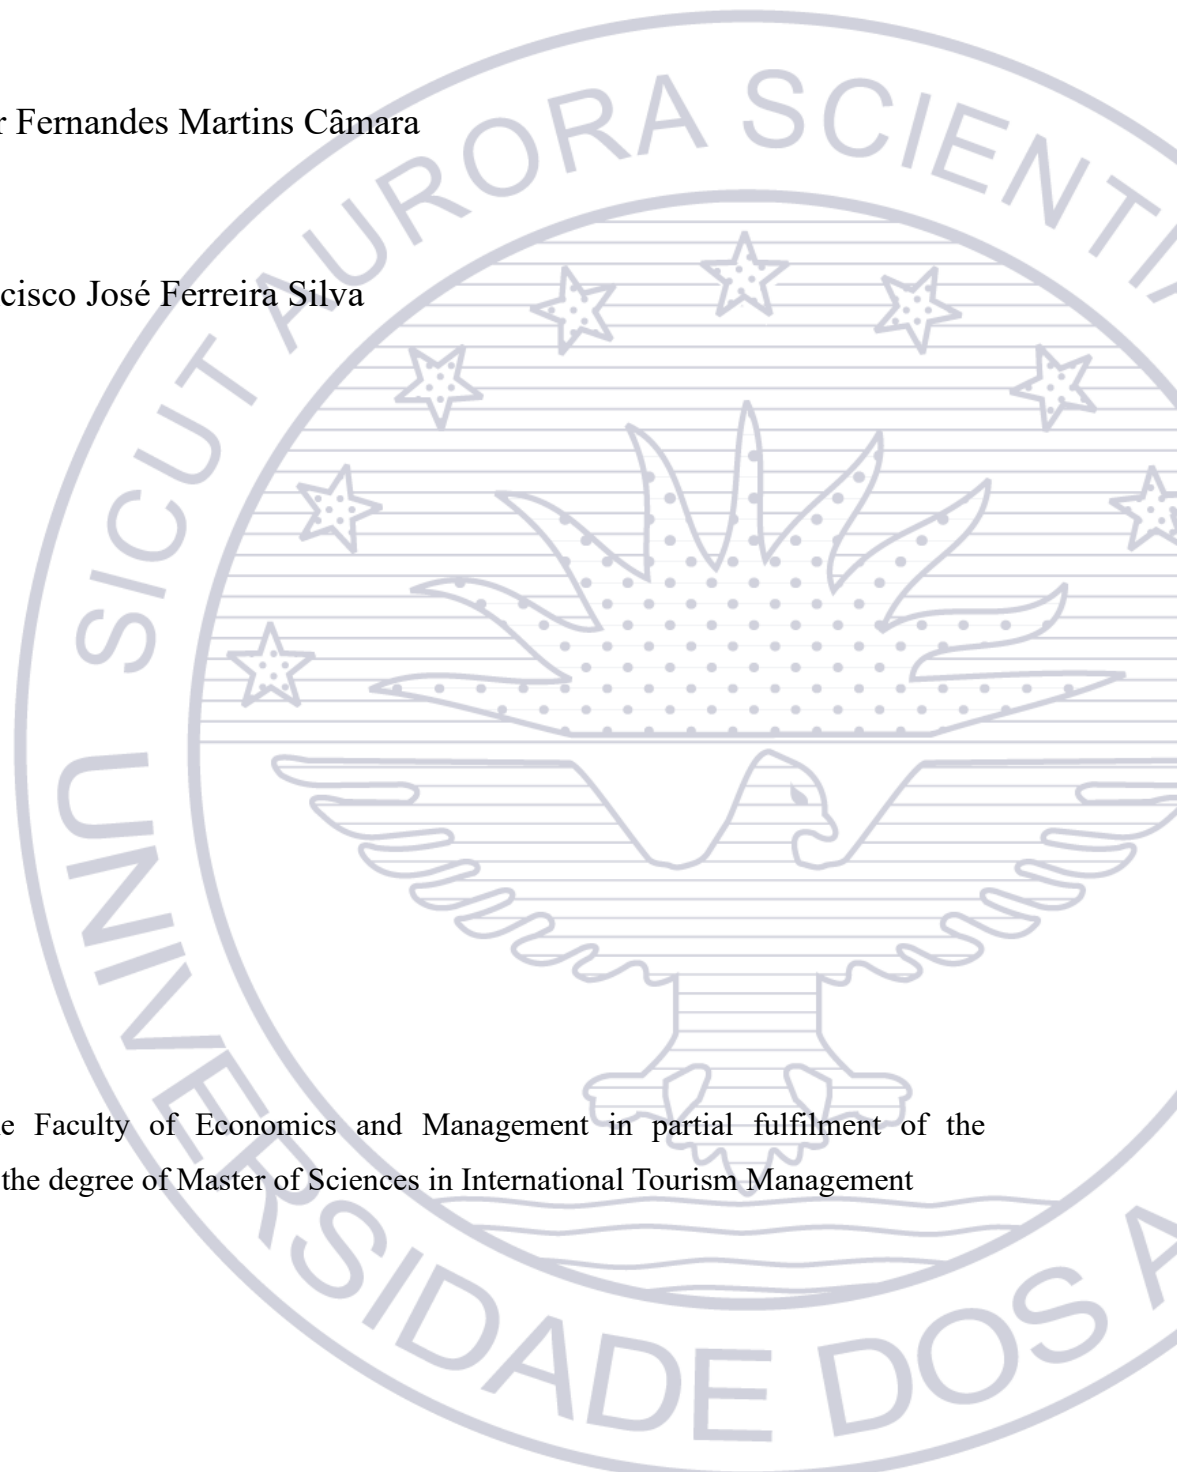 r Fernandes Martins Câmara
cisco José Ferreira Silva
e Faculty of Economics and Management in partial fulfilment of the
the degree of Master of Sciences in International Tourism Management
SICUT AURORA SCIENTIA
UNIVERSIDADE DOS A